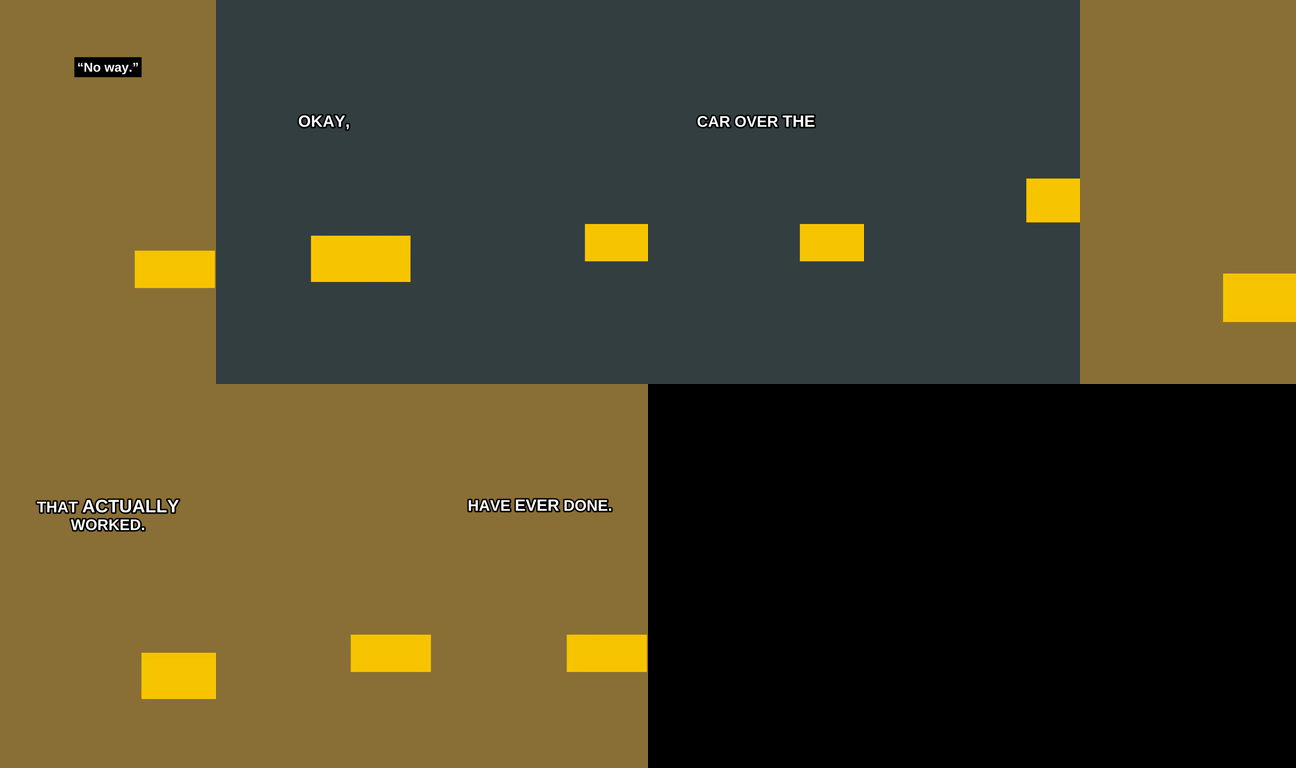 “No way.”
OKAY,
CAR OVER THE
THAT ACTUALLY
WORKED.
HAVE EVER DONE.